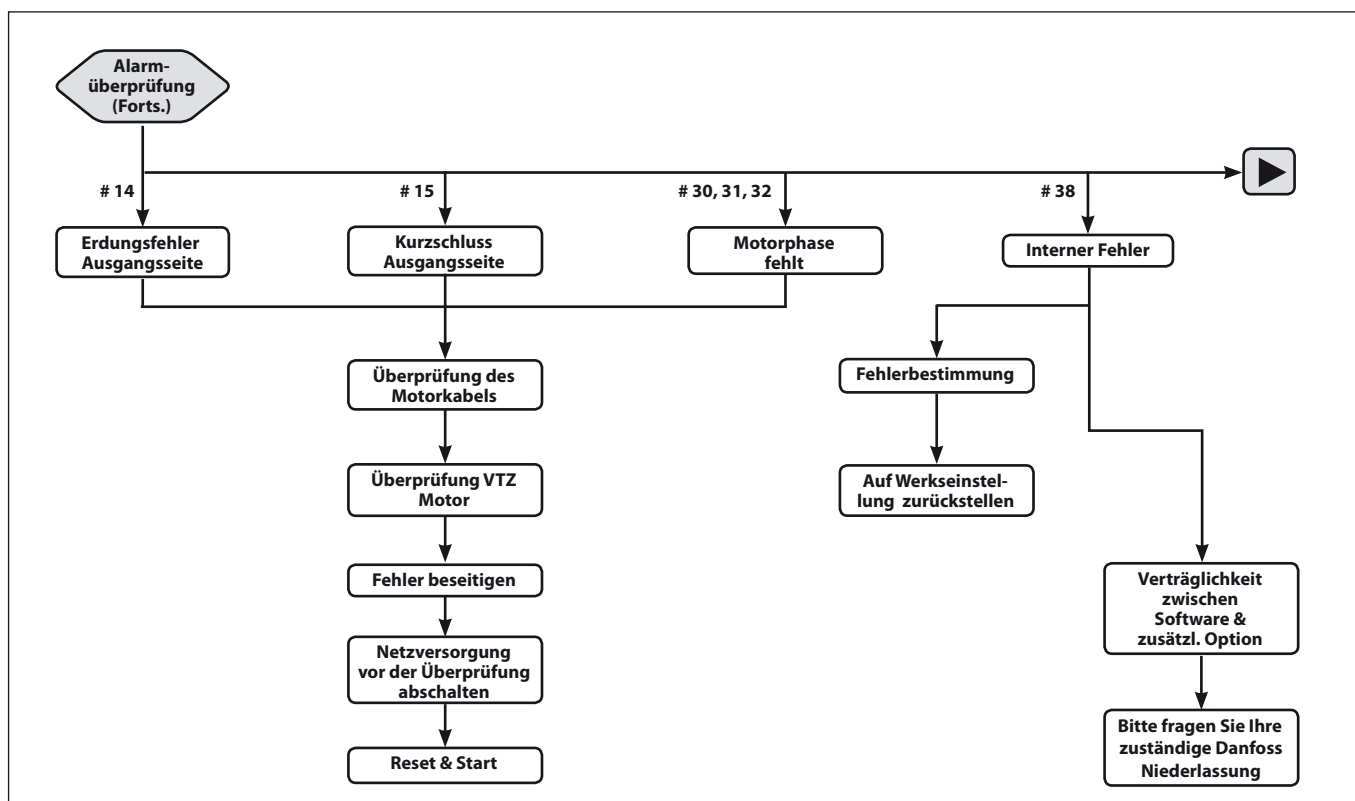 Alarm-
überprüfung
(Forts.)
# 14
# 15
# 30, 31, 32
# 38
Erdungsfehler
Ausgangsseite
Kurzschluss
Ausgangsseite
Motorphase
fehlt
Interner Fehler
Überprüfung des
Motorkabels
Überprüfung VTZ
Motor
Fehler beseitigen
Netzversorgung
vor der Überprüfung
abschalten
Reset & Start
Fehlerbestimmung
Auf Werkseinstel-
lung zurückstellen
Verträglichkeit
zwischen
Software &
zusätzl. Option
Bitte fragen Sie Ihre
zuständige Danfoss
Niederlassung